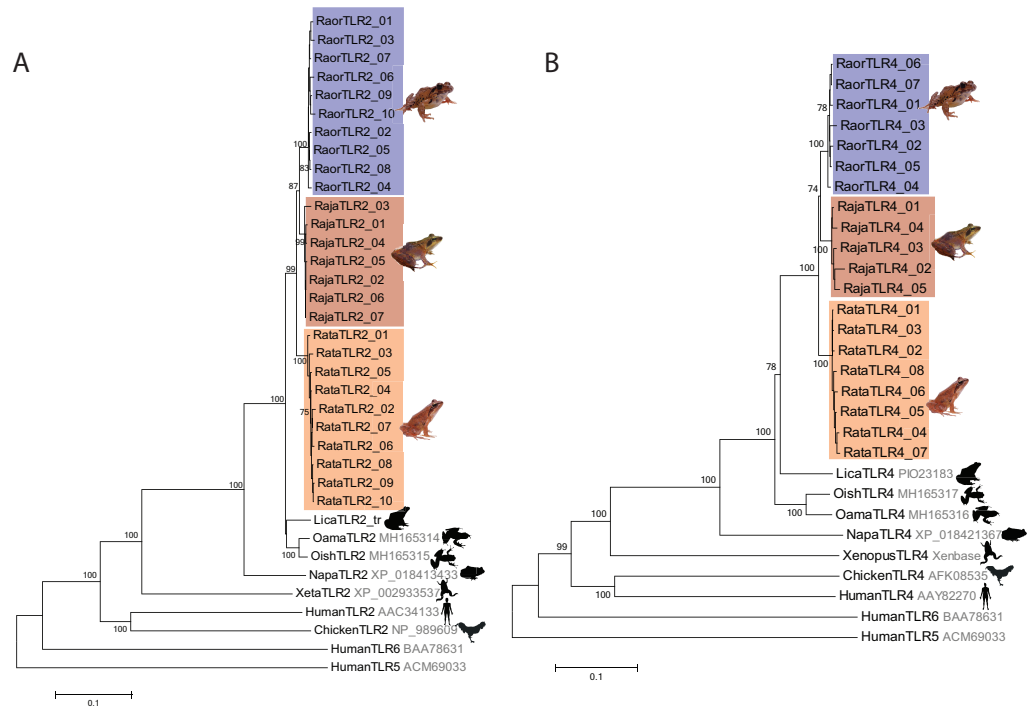 A
RaorTLR2_01
RaorTLR2_03
RaorTLR2_07
RaorTLR2_06
RaorTLR2_09
RaorTLR2_10
RaorTLR2_02
100
RaorTLR2_05
83
RaorTLR2_08
RaorTLR2_04
87
RajaTLR2_03
RajaTLR2_01
99
RajaTLR2_04
RajaTLR2_05
99
RajaTLR2_02
RajaTLR2_06
RajaTLR2_07
RataTLR2_01
RataTLR2_03
100
RataTLR2_05
RataTLR2_04
100
RataTLR2_02
75
RataTLR2_07
RataTLR2_06
RataTLR2_08
RataTLR2_09
RataTLR2_10
100
LicaTLR2_tr
OamaTLR2 MH165314
100
OishTLR2 MH165315
NapaTLR2 XP_018413433
100
XetaTLR2 XP_002933537
HumanTLR2 AAC34133
100
ChickenTLR2 NP_989609
HumanTLR6 BAA78631
HumanTLR5 ACM69033
0.1
B
RaorTLR4_06
RaorTLR4_07
78
RaorTLR4_01
RaorTLR4_03
100
RaorTLR4_02
RaorTLR4_05
74
RaorTLR4_04
RajaTLR4_01
RajaTLR4_04
100
RajaTLR4_03
100
RajaTLR4_02
RajaTLR4_05
RataTLR4_01
RataTLR4_03
RataTLR4_02
100
78
RataTLR4_08
RataTLR4_06
RataTLR4_05
100
RataTLR4_04
RataTLR4_07
LicaTLR4 PIO23183
OishTLR4 MH165317
100
OamaTLR4 MH165316
100
NapaTLR4 XP_018421367
99
XenopusTLR4 Xenbase
ChickenTLR4 AFK08535
100
HumanTLR4 AAY82270
HumanTLR6 BAA78631
HumanTLR5 ACM69033
0.1